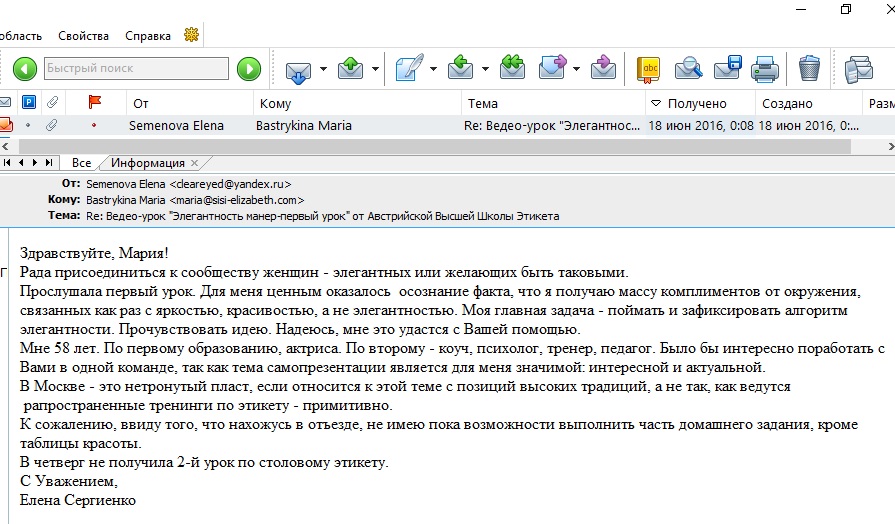 область Свойства Справка
Быстрый поиск
abc
От Кому Тема Получено Создано Разм
Semenova Elena Bastrykina Maria Re: Ведео-урок "Элегантнос... 18 июн 2016, 0:08 18 июн 2016, 0:...
Все Информация
От: Semenova Elena <cleareyed@yandex.ru>
Кому: Bastrykina Maria <maria@sisi-elizabeth.com>
Тема: Re: Ведео-урок "Элегантность манер-первый урок" от Австрийской Высшей Школы Этикета
Здравствуйте, Мария!
Рада присоединиться к сообществу женщин - элегантных или желающих быть таковыми.
Прослушала первый урок. Для меня ценным оказалось осознание факта, что я получаю массу комплиментов от окружения,
связанных как раз с яркостью, красивостью, а не элегантностью. Моя главная задача - поймать и зафиксировать алгоритм
элегантности. Прочувствовать идею. Надеюсь, мне это удастся с Вашей помощью.
Мне 58 лет. По первому образованию, актриса. По второму - коуч, психолог, тренер, педагог. Было бы интересно поработать с
Вами в одной команде, так как тема самопрезентации является для меня значимой: интересной и актуальной.
В Москве - это нетронутый пласт, если относится к этой теме с позиций высоких традиций, а не так, как ведутся
рапространенные тренинги по этикету - примитивно.
К сожалению, ввиду того, что нахожусь в отъезде, не имею пока возможности выполнить часть домашнего задания, кроме
таблицы красоты.
В четверг не получила 2-й урок по столовому этикету.
С Уважением,
Елена Сергиенко